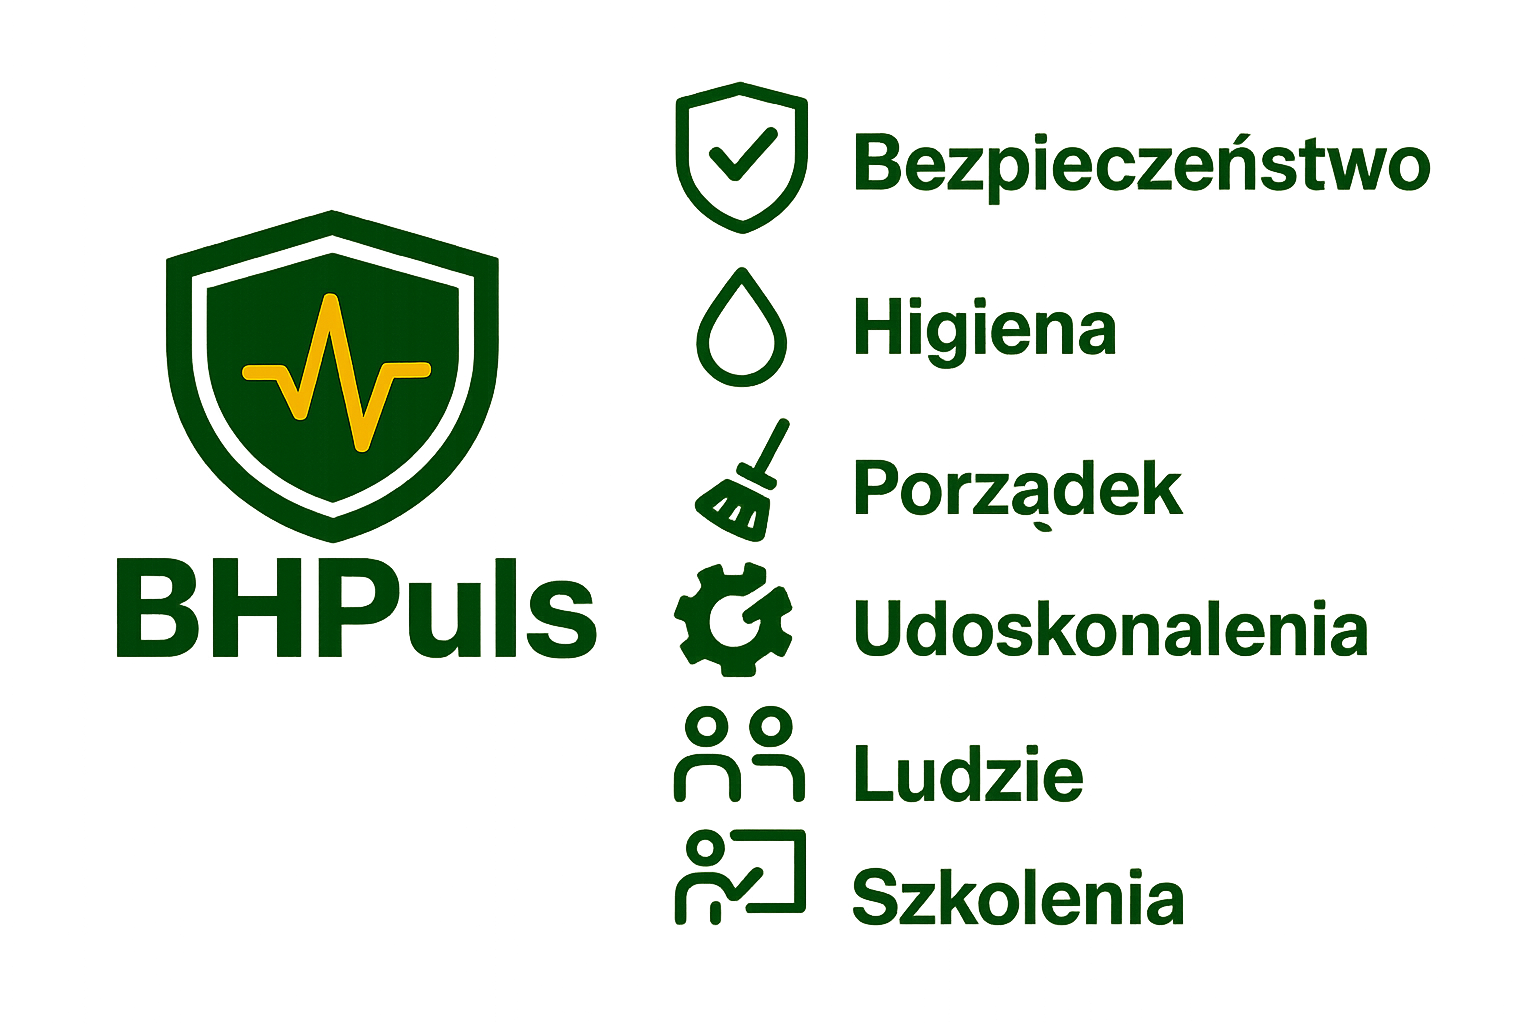 BHPuls
Bezpieczeństwo
Higiena
Porządek
Udoskonalenia
Ludzie
Szkolenia